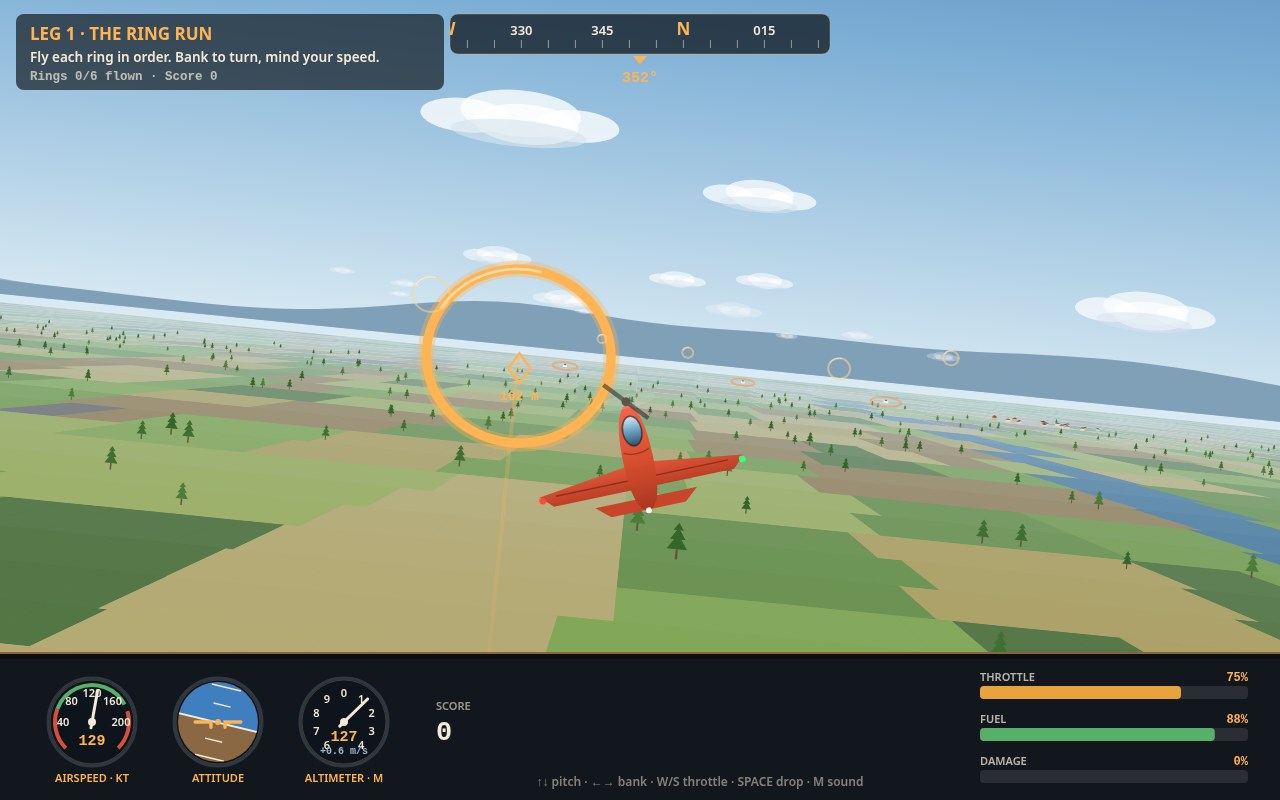 LEG 1 · THE RING RUN
Fly each ring in order. Bank to turn, mind your speed.
Rings 0/6 flown · Score 0
330 345 N 015
352°
80 120 160
40 200
129
AIRSPEED · KT
ATTITUDE
0
9 1
8 2
7 3
6 4
127
+0.6 m/s
ALTIMETER · M
SCORE
0
↑↓ pitch · ←→ bank · W/S throttle · SPACE drop · M sound
THROTTLE 75%
FUEL 88%
DAMAGE 0%